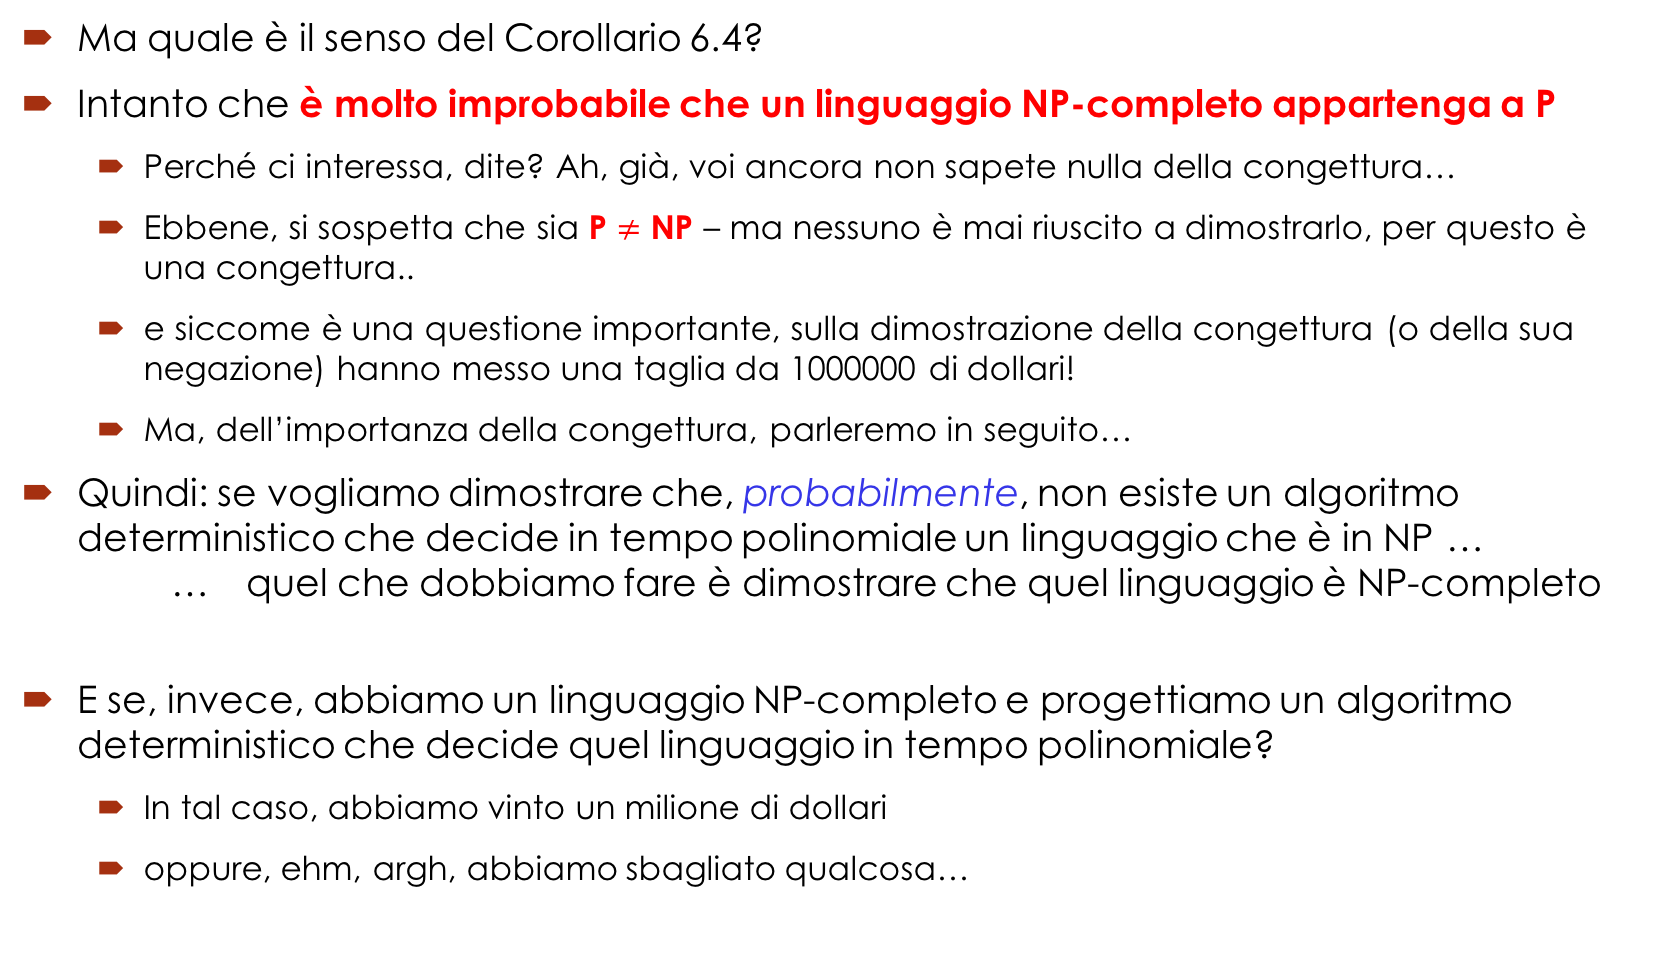 Ma quale è il senso del Corollario 6.4?
Intanto che è molto improbabile che un linguaggio NP-completo appartenga a P
Perché ci interessa, dite? Ah, già, voi ancora non sapete nulla della congettura…
Ebbene, si sospetta che sia P ≠ NP – ma nessuno è mai riuscito a dimostrarlo, per questo è
una congettura..
e siccome è una questione importante, sulla dimostrazione della congettura (o della sua
negazione) hanno messo una taglia da 1000000 di dollari!
Ma, dell’importanza della congettura, parleremo in seguito…
Quindi: se vogliamo dimostrare che, probabilmente, non esiste un algoritmo
deterministico che decide in tempo polinomiale un linguaggio che è in NP …
… quel che dobbiamo fare è dimostrare che quel linguaggio è NP-completo
E se, invece, abbiamo un linguaggio NP-completo e progettiamo un algoritmo
deterministico che decide quel linguaggio in tempo polinomiale?
In tal caso, abbiamo vinto un milione di dollari
oppure, ehm, argh, abbiamo sbagliato qualcosa…